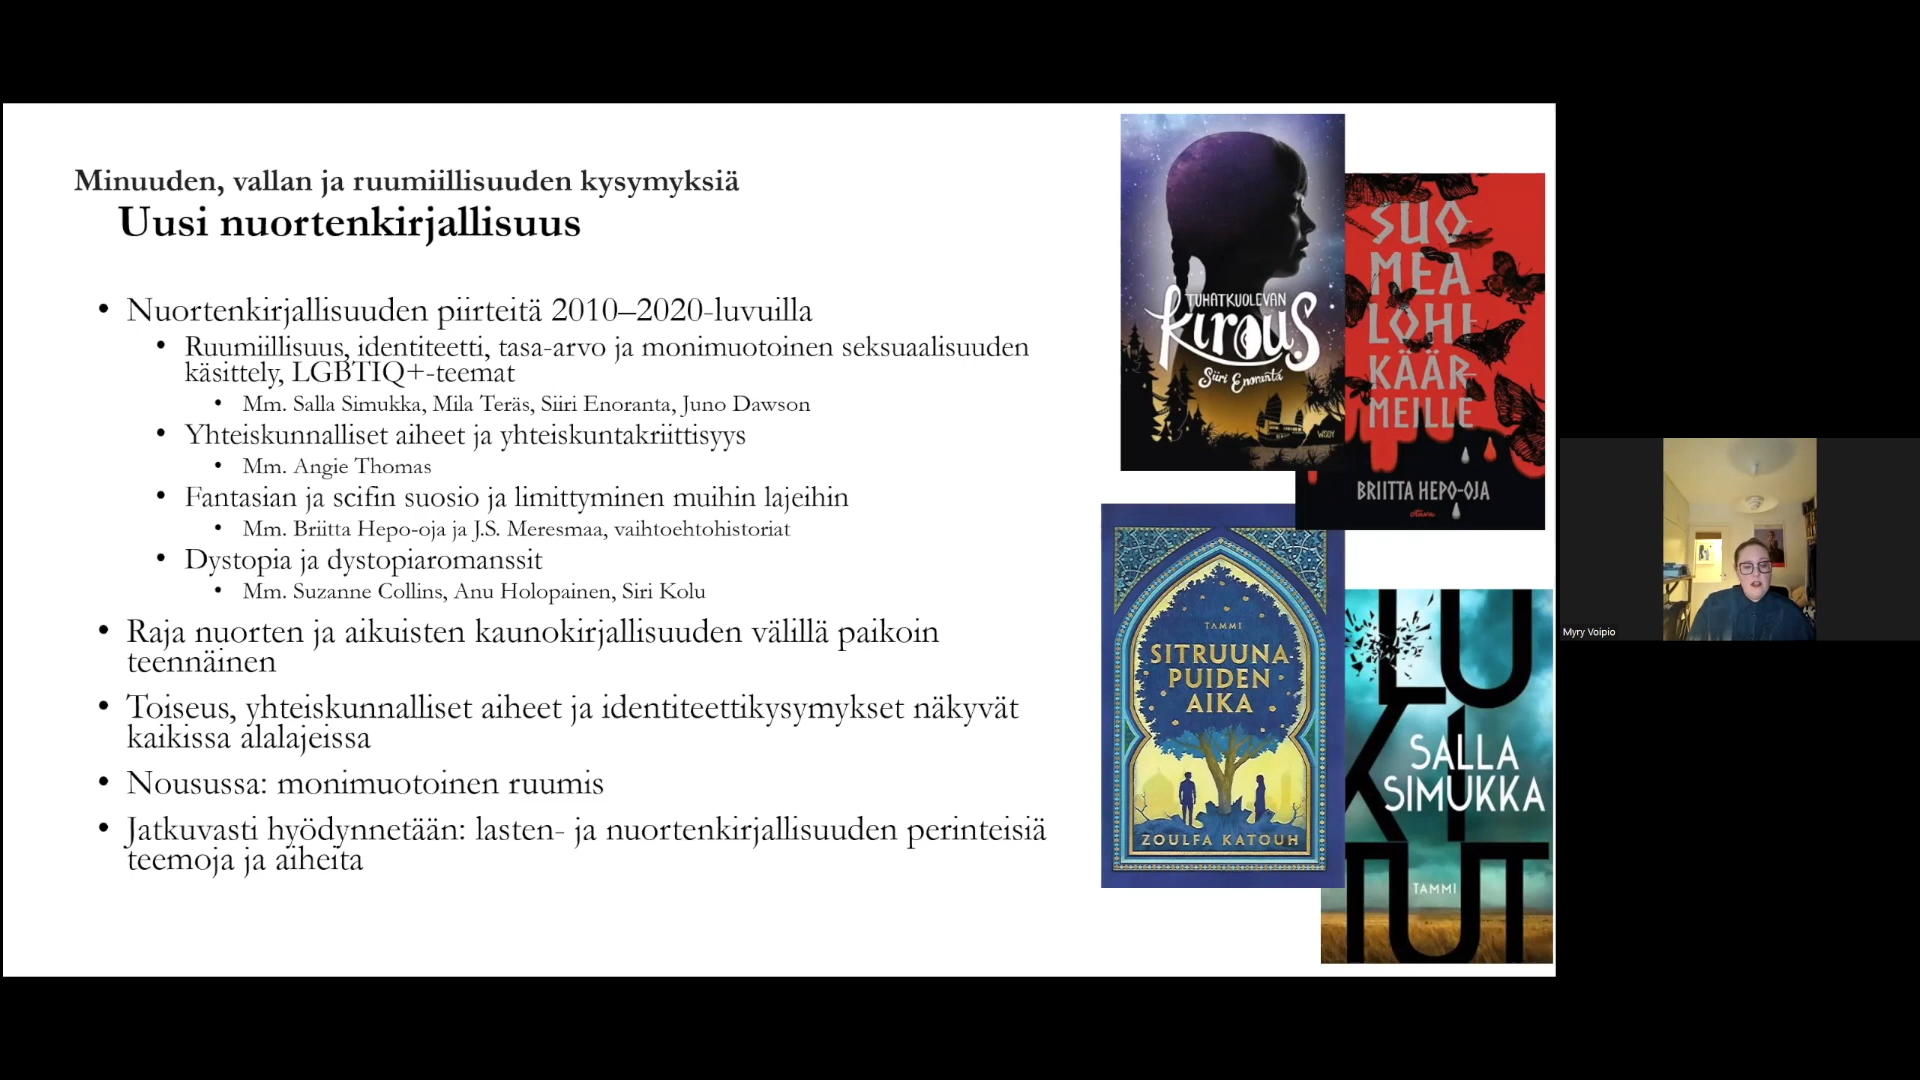 Minuuden, vallan ja ruumiillisuuden kysymyksiä
Uusi nuortenkirjallisuus
• Nuortenkirjallisuuden piirteitä 2010–2020-luvuilla
• Ruumiillisuus, identiteetti, tasa-arvo ja monimuotoinen seksuaalisuuden
käsittely, LGBTIQ+-teemat
• Mm. Salla Simukka, Mila Teräs, Siiri Enoranta, Juno Dawson
• Yhteiskunnalliset aiheet ja yhteiskuntakriittisyys
• Mm. Angie Thomas
• Fantasian ja scifin suosio ja limittyminen muihin lajeihin
• Mm. Briitta Hepo-oja ja J.S. Meresmaa, vaihtoehtohistoriat
• Dystopia ja dystopiaromanssit
• Mm. Suzanne Collins, Anu Holopainen, Siri Kolu
• Raja nuorten ja aikuisten kaunokirjallisuuden välillä paikoin
teennäinen
• Toiseus, yhteiskunnalliset aiheet ja identiteettikysymykset näkyvät
kaikissa alalajeissa
• Nousussa: monimuotoinen ruumis
• Jatkuvasti hyödynnetään: lasten- ja nuortenkirjallisuuden perinteisiä
teemoja ja aiheita
TUHATKUOLEVAN
kirous
Siiri Enoranta
WSOY
SUO
MEA
LOHI
KÄÄR
MEILLE
BRIITTA HEPO-OJA
otava
TAMMI
SITRUUNA-
PUIDEN
AIKA
ZOULFA KATOUH
LU
KI
TUT
SALLA
SIMUKKA
TAMMI
Myry Voipio